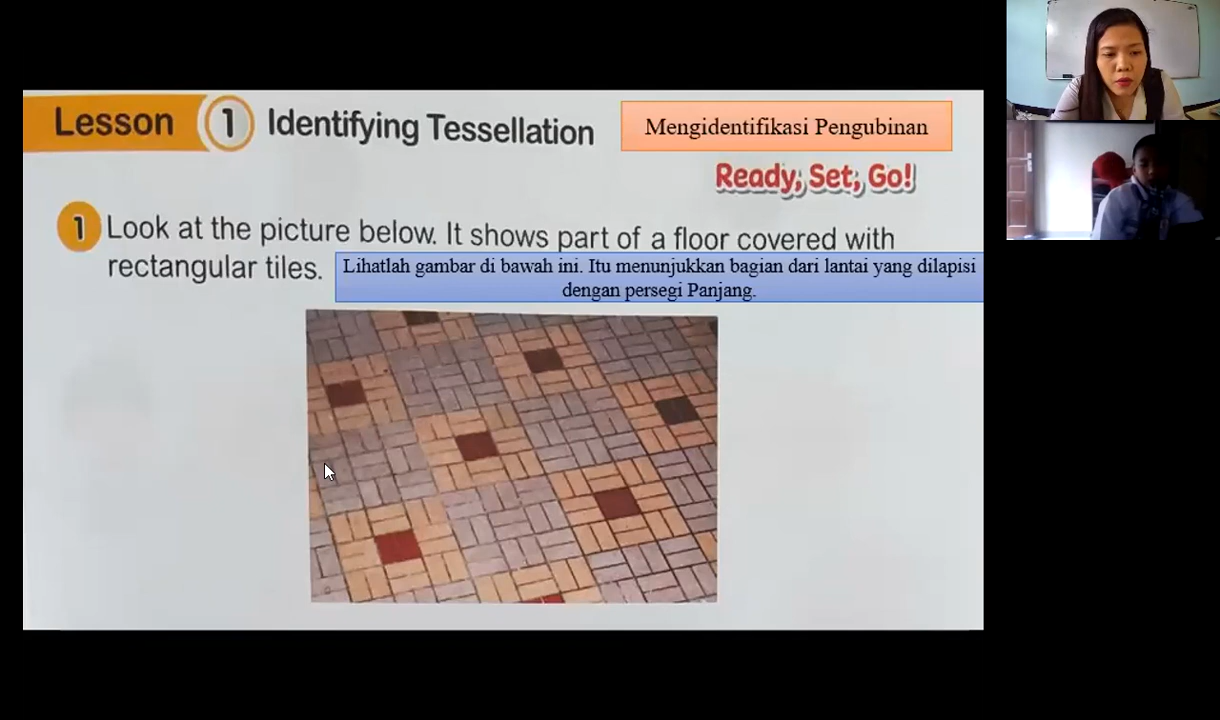 Lesson 1 Identifying Tessellation
Mengidentifikasi Pengubinan
Ready, Set, Go!
1 Look at the picture below. It shows part of a floor covered with
rectangular tiles.
Lihatlah gambar di bawah ini. Itu menunjukkan bagian dari lantai yang dilapisi
dengan persegi Panjang.